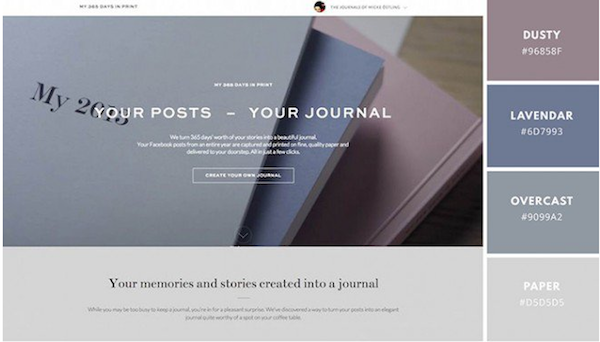 MY 365 DAYS IN PRINT
THE JOURNALS OF MICKE
MY 365 DAYS IN PRINT
My 2013
YOUR POSTS – YOUR JOURNAL
We turn 365 days' worth of your stories into a beautiful journal.
Your Facebook posts from an entire year are captured and printed on fine, quality paper and
delivered to your doorstep. All in just a few clicks.
CREATE YOUR OWN JOURNAL
Your memories and stories created into a journal
While you may be too busy to keep a journal, you're in for a pleasant surprise. We've discovered a way to turn your posts into an elegant
journal quite worthy of a spot on your coffee table.
DUSTY
#96858F
LAVENDAR
#6D7993
OVERCAST
#9099A2
PAPER
#D5D5D5